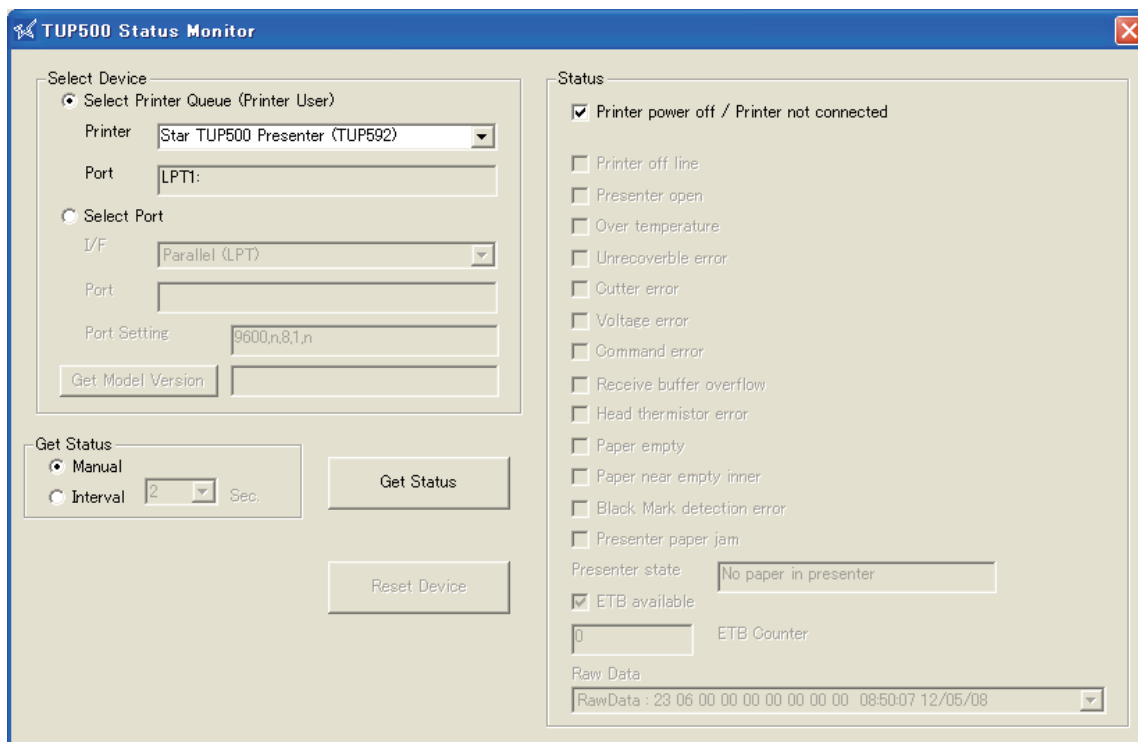 TUP500 Status Monitor
Select Device
Select Printer Queue (Printer User)
Printer
Star TUP500 Presenter (TUP592)
Port
LPT1:
Select Port
I/F
Parallel (LPT)
Port
Port Setting
9600,n,8,1,n
Get Model Version
Get Status
Manual
Interval
2
Sec.
Get Status
Reset Device
Status
Printer power off / Printer not connected
Printer off line
Presenter open
Over temperature
Unrecoverble error
Cutter error
Voltage error
Command error
Receive buffer overflow
Head thermistor error
Paper empty
Paper near empty inner
Black Mark detection error
Presenter paper jam
Presenter state
No paper in presenter
ETB available
0
ETB Counter
Raw Data
RawData : 23 06 00 00 00 00 00 00 00 08:50:07 12/05/08